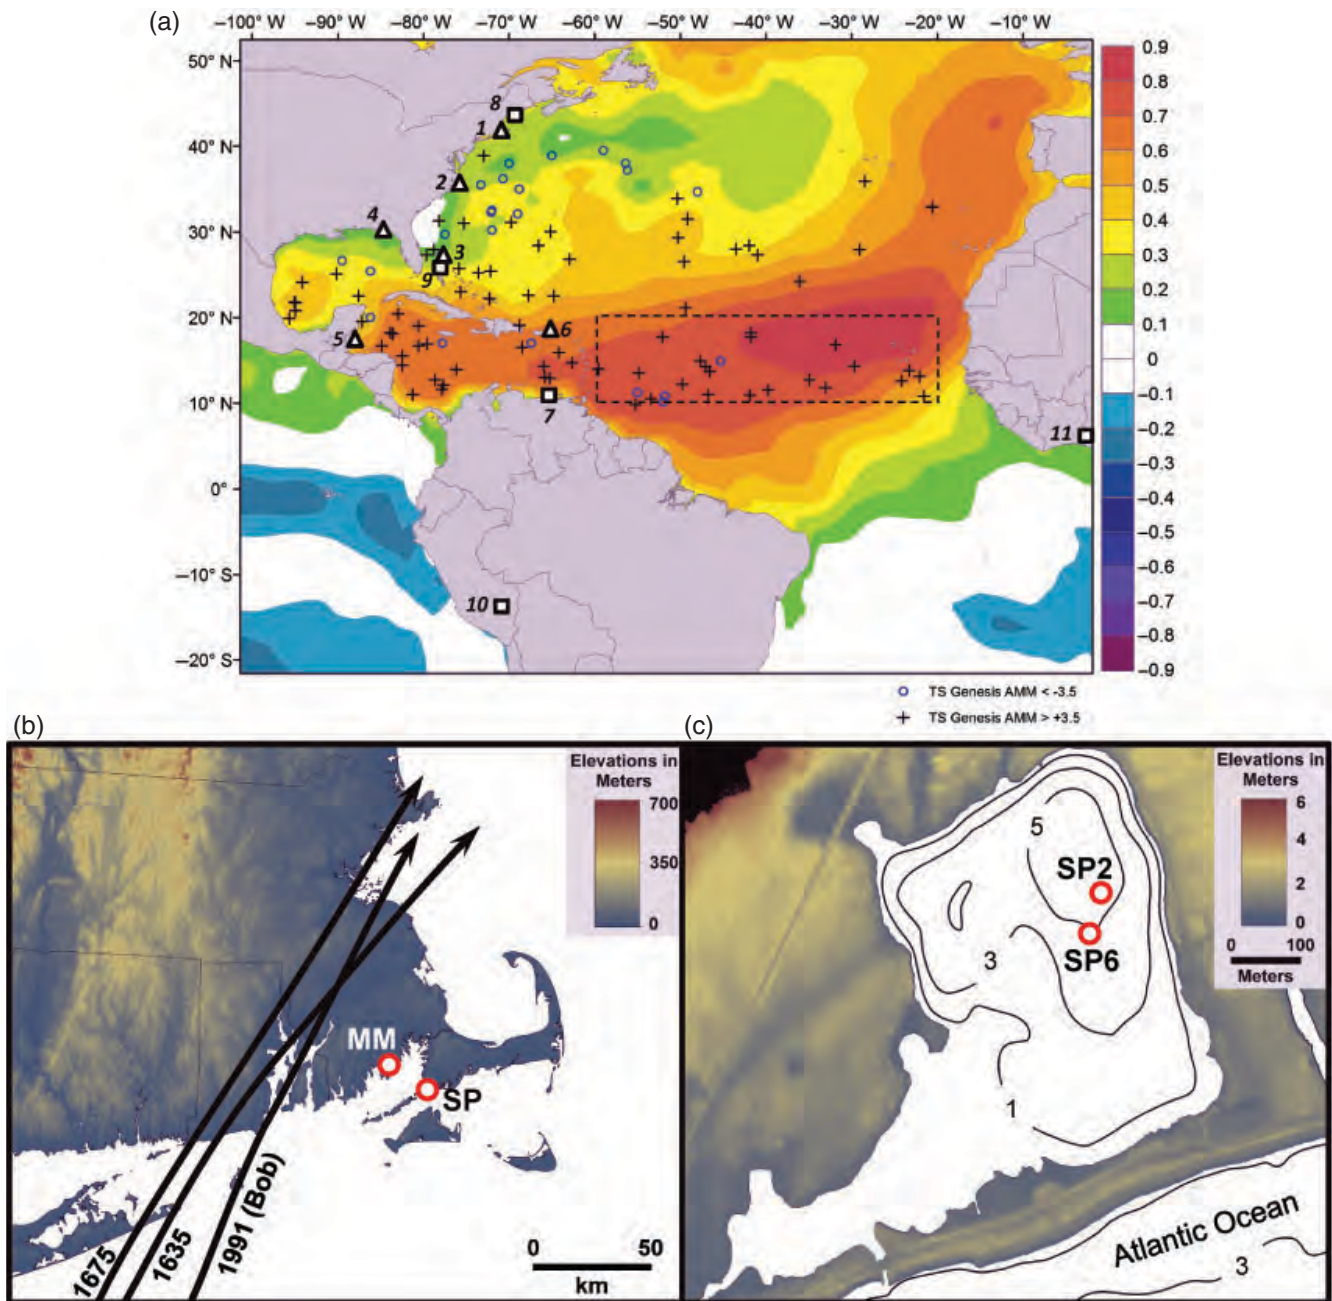 (a)
−100° W −90° W −80° W −70° W −60° W −50° W −40° W −30° W −20° W −10° W
50° N
40° N
30° N
20° N
10° N
0°
−10° S
−20° S
8
1
2
4
3
9
5
6
7
11
10
0.9
0.8
0.7
0.6
0.5
0.4
0.3
0.2
0.1
0
−0.1
−0.2
−0.3
−0.4
−0.5
−0.6
−0.7
−0.8
−0.9
TS Genesis AMM < -3.5
TS Genesis AMM > +3.5
(b)
Elevations in
Meters
700
350
0
MM
SP
1675
1635
1991 (Bob)
0 50
km
(c)
Elevations in
Meters
6
4
2
0
0 100
Meters
5
SP2
SP6
3
1
Atlantic Ocean
3